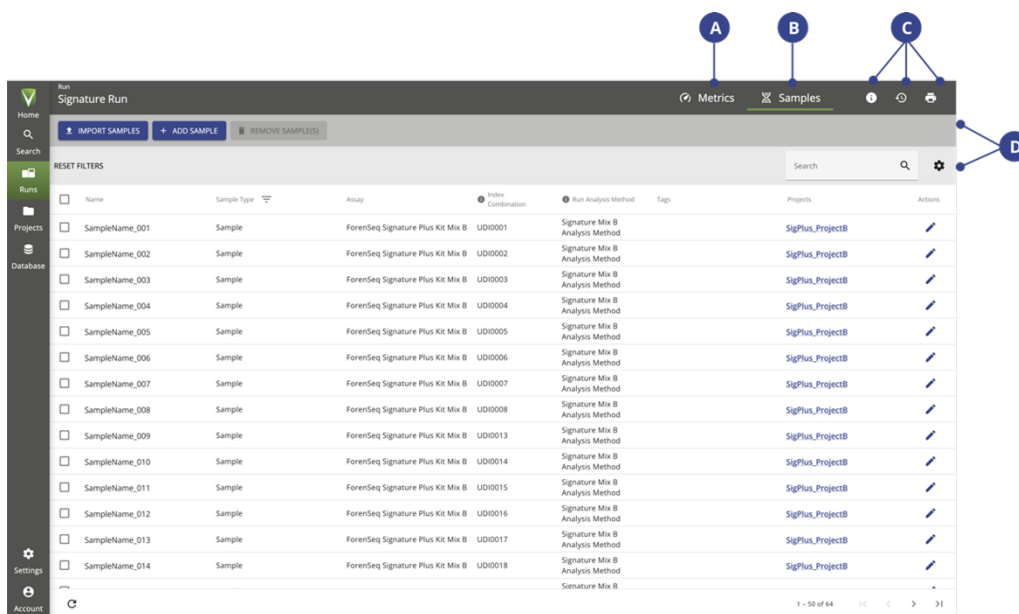 A
B
C
D
Run
Signature Run
Metrics
Samples
Home
Search
Runs
Projects
Database
Settings
Account
IMPORT SAMPLES
+ ADD SAMPLE
REMOVE SAMPLE(S)
RESET FILTERS
Search
Name Sample Type Assay Index Combination Run Analysis Method Tags Projects Actions
SampleName_001 Sample ForenSeq Signature Plus Kit Mix B UDI0001 Signature Mix B Analysis Method SigPlus_ProjectB
SampleName_002 Sample ForenSeq Signature Plus Kit Mix B UDI0002 Signature Mix B Analysis Method SigPlus_ProjectB
SampleName_003 Sample ForenSeq Signature Plus Kit Mix B UDI0003 Signature Mix B Analysis Method SigPlus_ProjectB
SampleName_004 Sample ForenSeq Signature Plus Kit Mix B UDI0004 Signature Mix B Analysis Method SigPlus_ProjectB
SampleName_005 Sample ForenSeq Signature Plus Kit Mix B UDI0005 Signature Mix B Analysis Method SigPlus_ProjectB
SampleName_006 Sample ForenSeq Signature Plus Kit Mix B UDI0006 Signature Mix B Analysis Method SigPlus_ProjectB
SampleName_007 Sample ForenSeq Signature Plus Kit Mix B UDI0007 Signature Mix B Analysis Method SigPlus_ProjectB
SampleName_008 Sample ForenSeq Signature Plus Kit Mix B UDI0008 Signature Mix B Analysis Method SigPlus_ProjectB
SampleName_009 Sample ForenSeq Signature Plus Kit Mix B UDI0013 Signature Mix B Analysis Method SigPlus_ProjectB
SampleName_010 Sample ForenSeq Signature Plus Kit Mix B UDI0014 Signature Mix B Analysis Method SigPlus_ProjectB
SampleName_011 Sample ForenSeq Signature Plus Kit Mix B UDI0015 Signature Mix B Analysis Method SigPlus_ProjectB
SampleName_012 Sample ForenSeq Signature Plus Kit Mix B UDI0016 Signature Mix B Analysis Method SigPlus_ProjectB
SampleName_013 Sample ForenSeq Signature Plus Kit Mix B UDI0017 Signature Mix B Analysis Method SigPlus_ProjectB
SampleName_014 Sample ForenSeq Signature Plus Kit Mix B UDI0018 Signature Mix B Analysis Method SigPlus_ProjectB
Signature Mix B
1 – 50 of 64